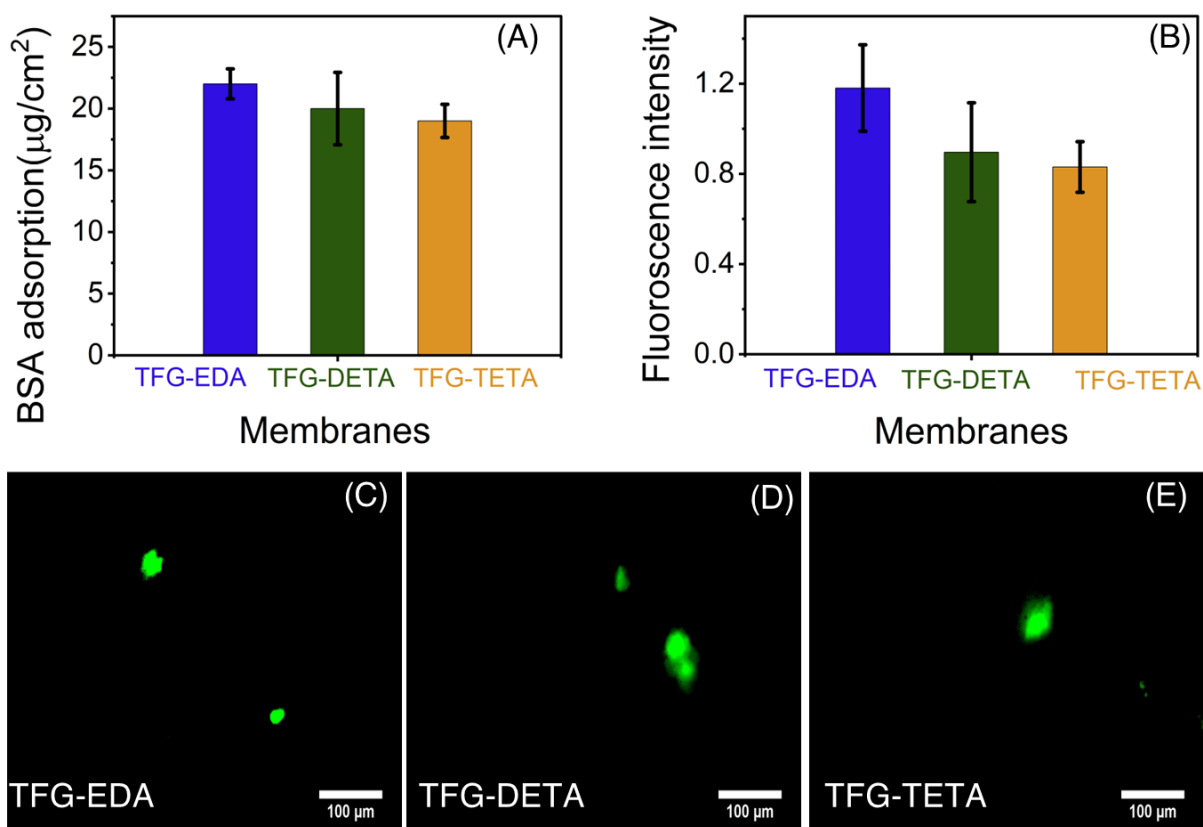 (A)
BSA adsorption(μg/cm²)
25
20
15
10
5
0
TFG-EDA TFG-DETA TFG-TETA
Membranes
(B)
Fluoroscence intensity
1.2
0.8
0.4
0.0
TFG-EDA TFG-DETA TFG-TETA
Membranes
(C)
TFG-EDA
100 μm
(D)
TFG-DETA
100 μm
(E)
TFG-TETA
100 μm